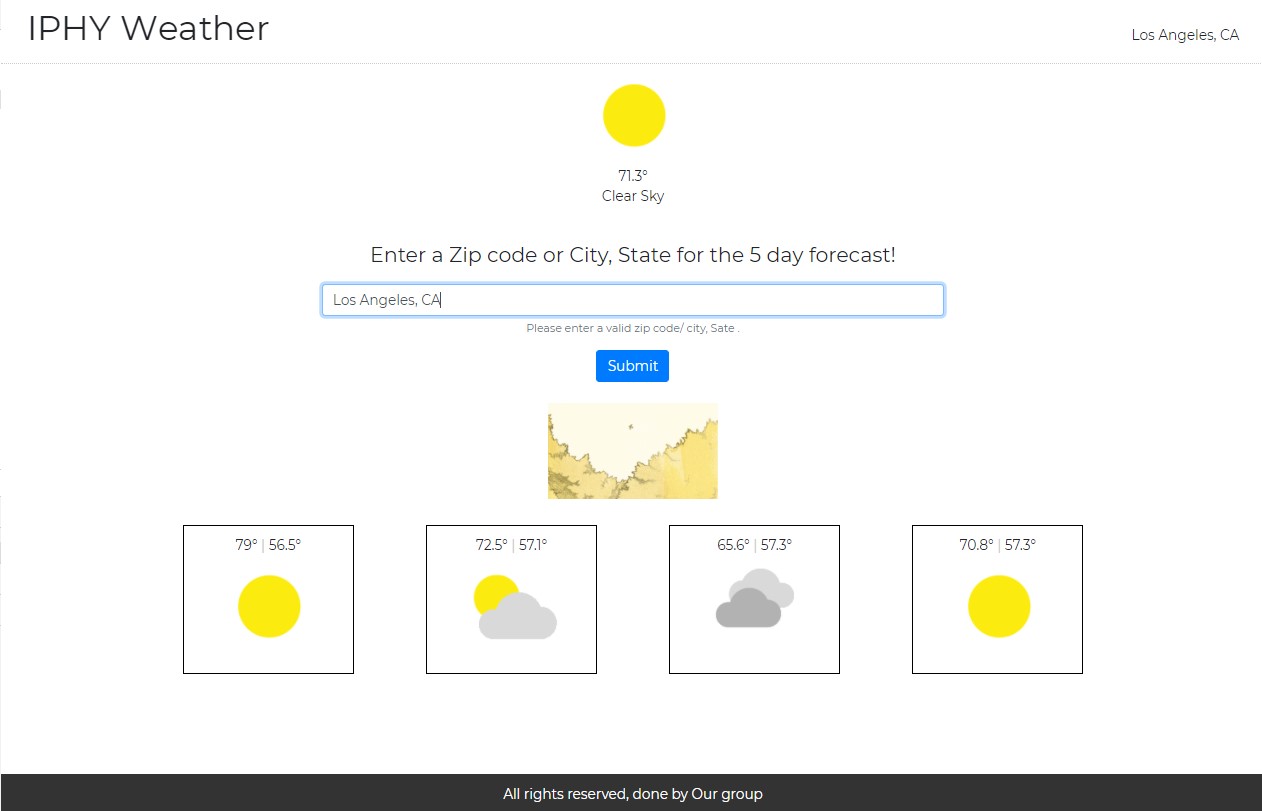 IPHY Weather
Los Angeles, CA
71.3°
Clear Sky
Enter a Zip code or City, State for the 5 day forecast!
Los Angeles, CA
Please enter a valid zip code/ city, Sate .
Submit
79° | 56.5°
72.5° | 57.1°
65.6° | 57.3°
70.8° | 57.3°
All rights reserved, done by Our group